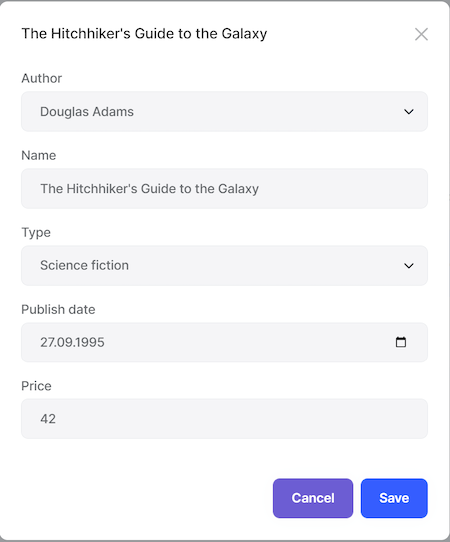 The Hitchhiker's Guide to the Galaxy
Author
Douglas Adams
Name
The Hitchhiker's Guide to the Galaxy
Type
Science fiction
Publish date
27.09.1995
Price
42
Cancel Save